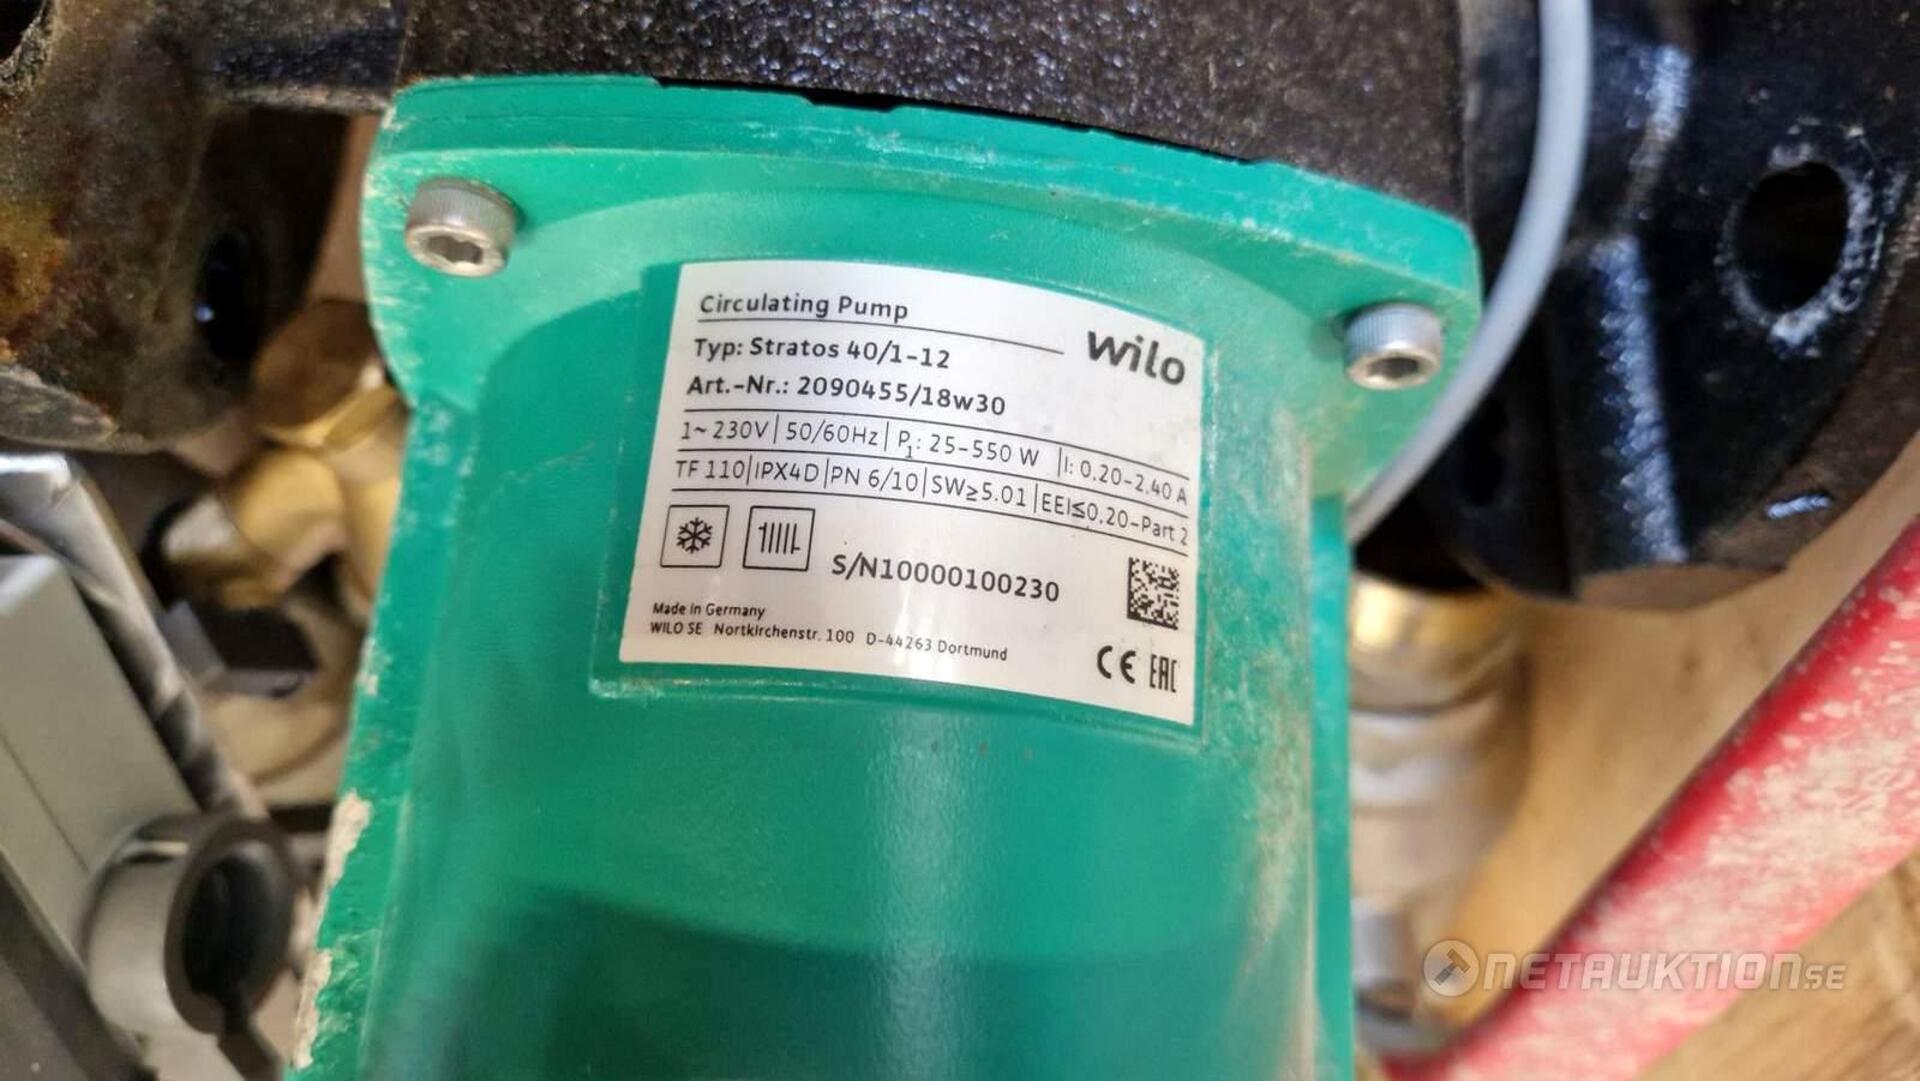 Circulating Pump
wilo
Typ: Stratos 40/1-12
Art.-Nr.: 2090455/18w30
1~230V | 50/60Hz | P1: 25-550 W | I: 0.20-2.40 A
TF 110 | IPX4D | PN 6/10 | SW≥5.01 | EEI≤0.20-Part 2
S/N10000100230
Made in Germany
WILO SE Nortkirchenstr. 100 D-44263 Dortmund
CE EAC
NETAUKTION.SE